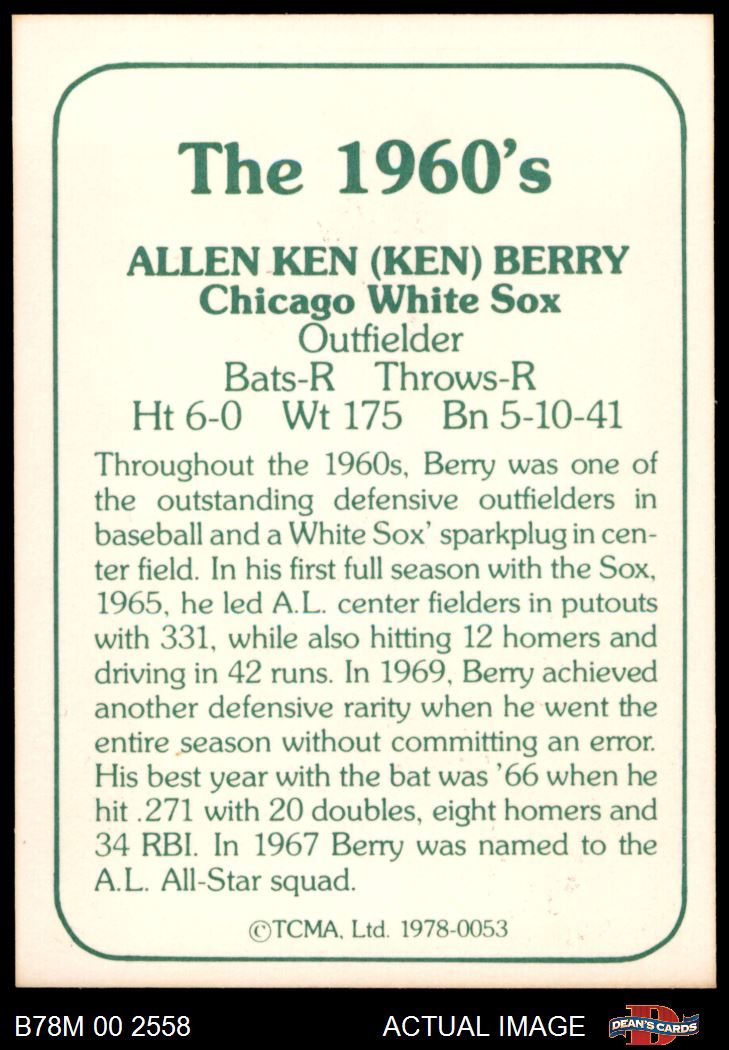 The 1960's
ALLEN KEN (KEN) BERRY
Chicago White Sox
Outfielder
Bats-R Throws-R
Ht 6-0 Wt 175 Bn 5-10-41
Throughout the 1960s, Berry was one of
the outstanding defensive outfielders in
baseball and a White Sox' sparkplug in cen-
ter field. In his first full season with the Sox,
1965, he led A.L. center fielders in putouts
with 331, while also hitting 12 homers and
driving in 42 runs. In 1969, Berry achieved
another defensive rarity when he went the
entire season without committing an error.
His best year with the bat was '66 when he
hit .271 with 20 doubles, eight homers and
34 RBI. In 1967 Berry was named to the
A.L. All-Star squad.
©TCMA, Ltd. 1978-0053
B78M 00 2558 ACTUAL IMAGE
D
DEAN'S CARDS